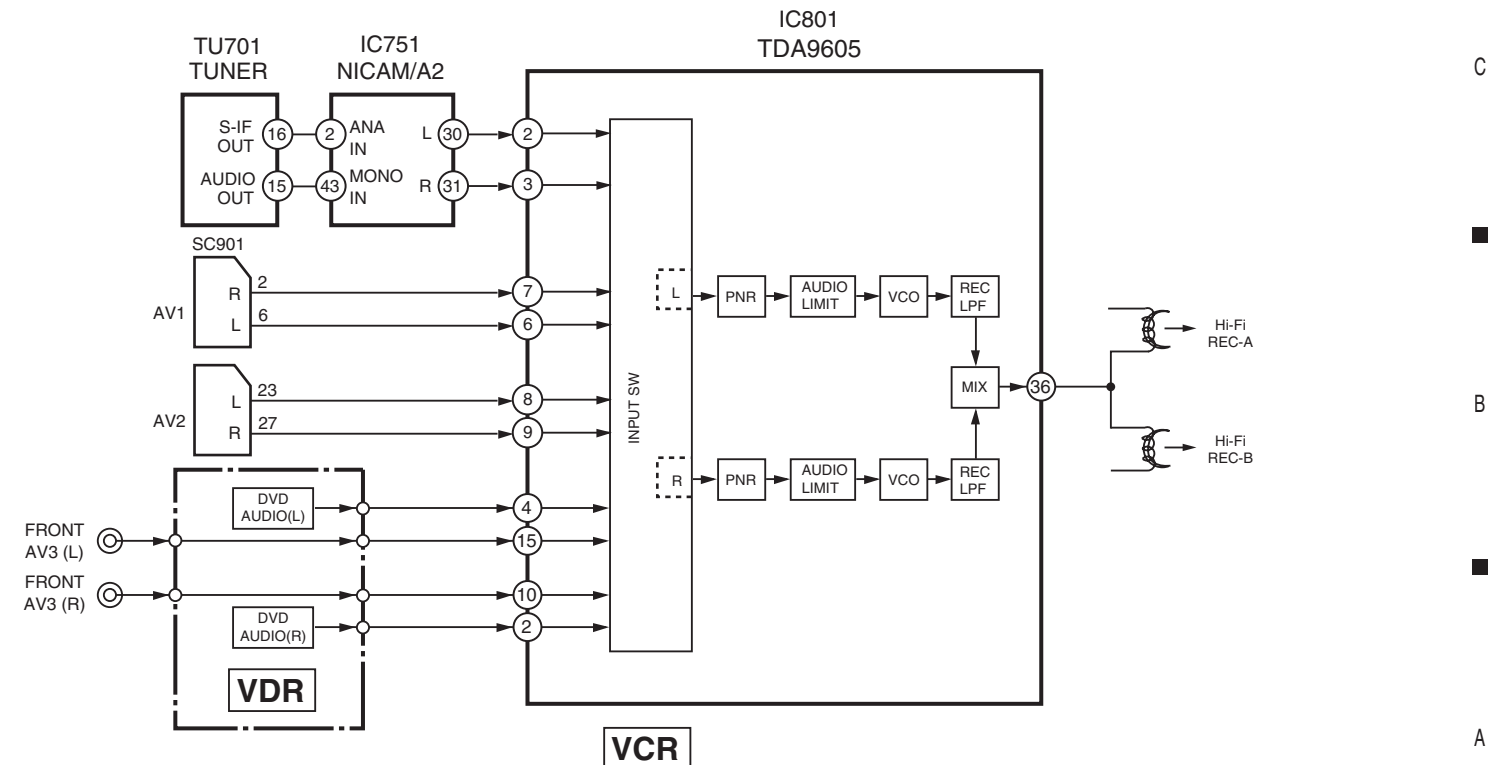 IC801
TDA9605
TU701
TUNER
IC751
NICAM/A2
C
S-IF
OUT
16
2
ANA
IN
L
30
2
AUDIO
OUT
15
43
MONO
IN
R
31
3
SC901
AV1
R
2
7
L
6
6
AV2
L
23
8
R
27
9
INPUT SW
L
PNR
AUDIO
LIMIT
VCO
REC
LPF
MIX
36
Hi-Fi
REC-A
B
R
PNR
AUDIO
LIMIT
VCO
REC
LPF
Hi-Fi
REC-B
DVD
AUDIO(L)
4
FRONT
AV3 (L)
15
FRONT
AV3 (R)
10
DVD
AUDIO(R)
2
VDR
VCR
A